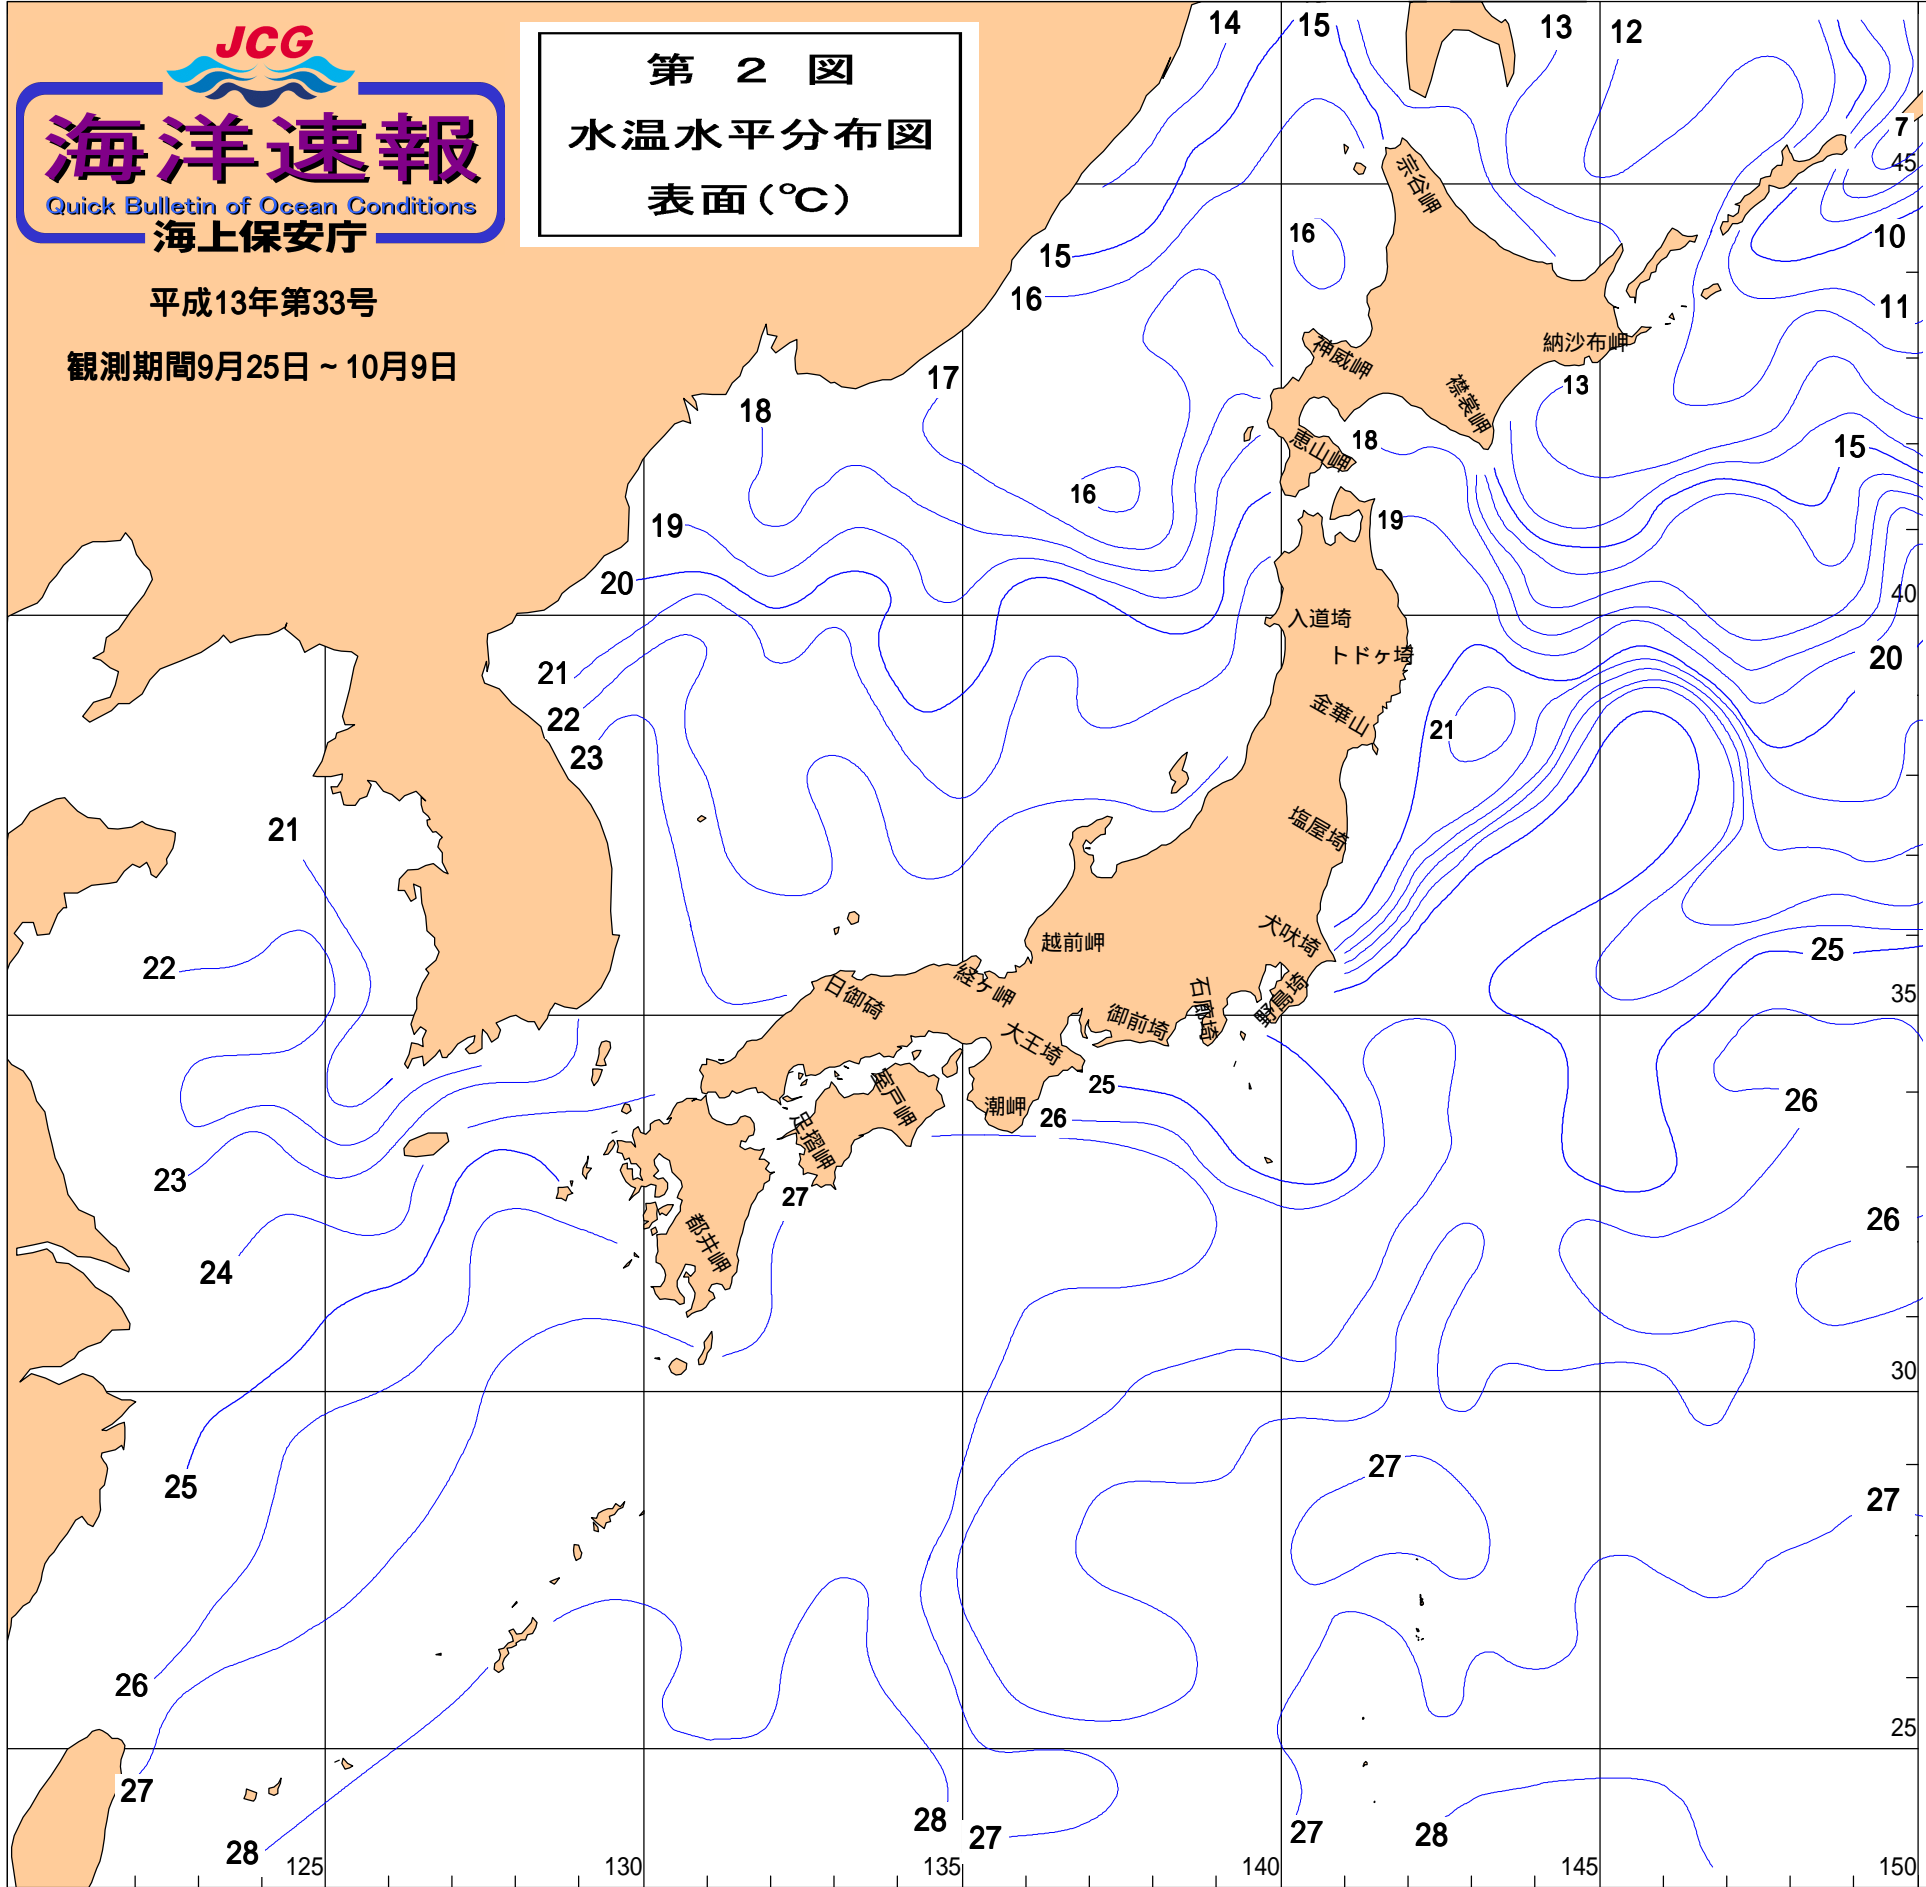 JCG
海洋速報
Quick Bulletin of Ocean Conditions
海上保安庁
平成13年第33号
観測期間9月25日～10月9日
第 2 図
水温水平分布図
表面(℃)
14
15
13
12
7
45
宗谷岬
16
10
15
16
11
神威岬
納沙布岬
17
18
襟裳岬
13
恵山岬
18
15
16
19
19
20
40
入道埼
トドヶ埼
20
21
22
23
金華山
21
21
塩屋埼
22
越前岬
犬吠埼
25
日御碕
経ヶ岬
石廊埼
野島埼
35
御前埼
大王埼
室戸岬
潮岬
25
26
26
足摺岬
23
27
26
都井岬
24
30
25
27
27
26
25
27
28
28
27
27
28
125
130
135
140
145
150